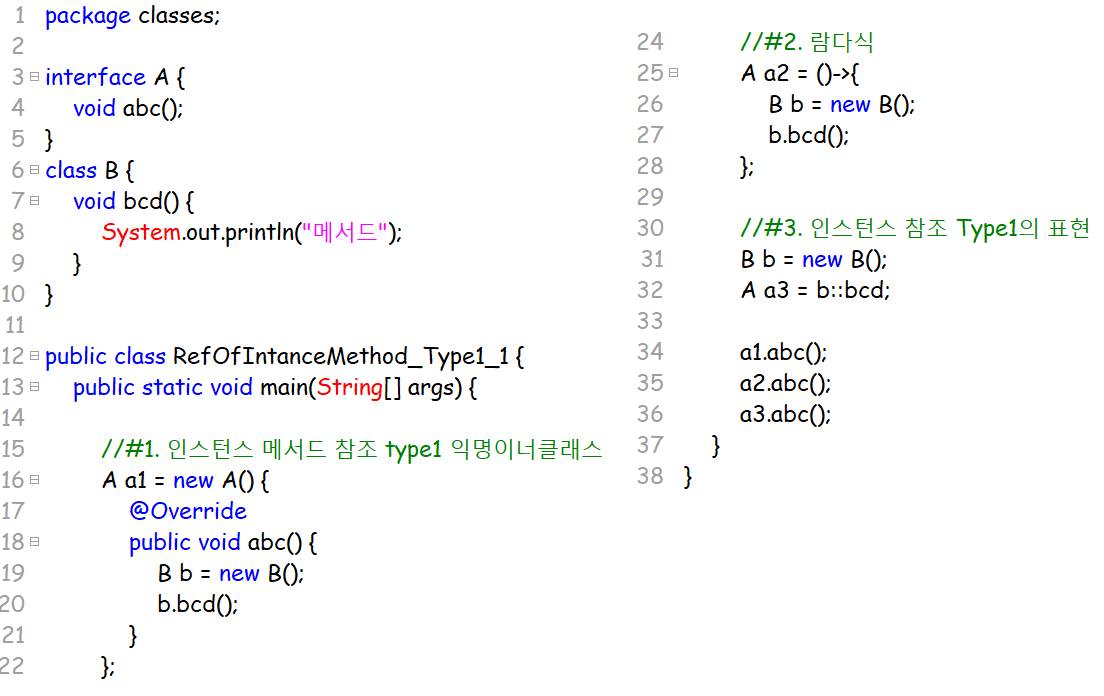 1 package classes;
2
3 interface A {
4 void abc();
5 }
6 class B {
7 void bcd() {
8 System.out.println("메서드");
9 }
10 }
11
12 public class RefOfIntanceMethod_Type1_1 {
13 public static void main(String[] args) {
14
15 //#1. 인스턴스 메서드 참조 type1 익명이너클래스
16 A a1 = new A() {
17 @Override
18 public void abc() {
19 B b = new B();
20 b.bcd();
21 }
22 };
24 //#2. 람다식
25 A a2 = ()->{
26 B b = new B();
27 b.bcd();
28 };
29
30 //#3. 인스턴스 참조 Type1의 표현
31 B b = new B();
32 A a3 = b::bcd;
33
34 a1.abc();
35 a2.abc();
36 a3.abc();
37 }
38 }